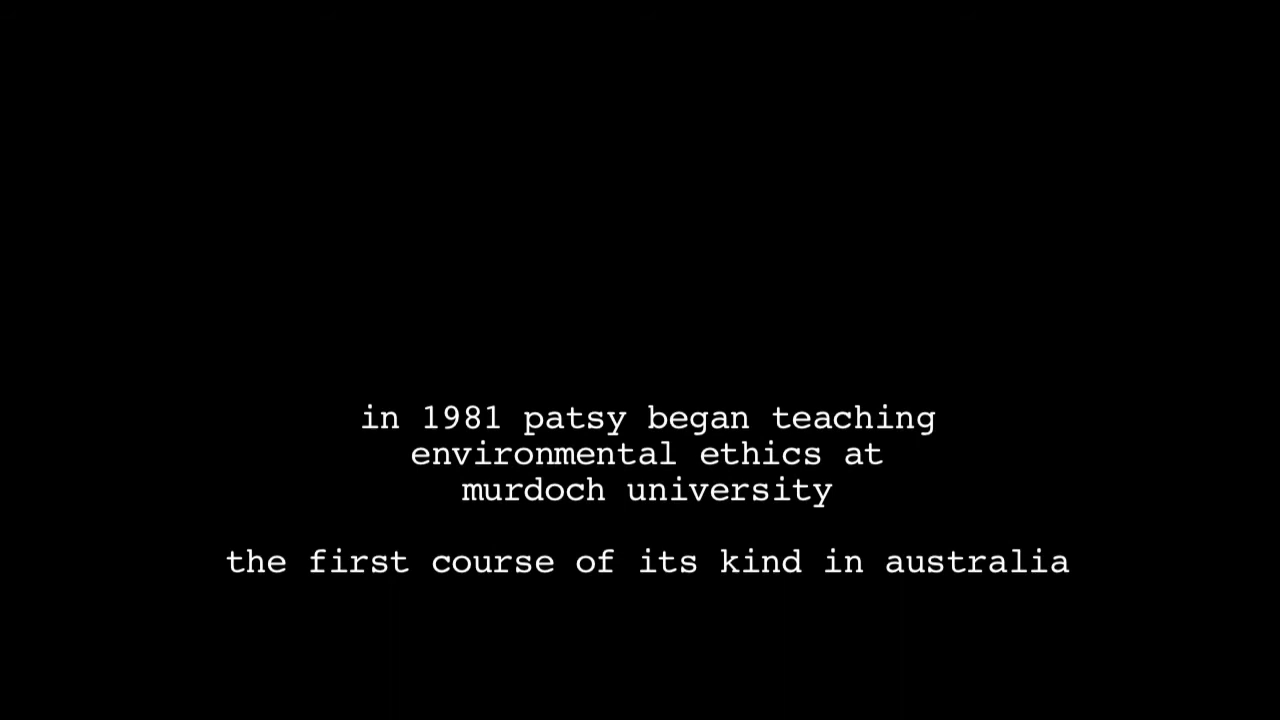 in 1981 patsy began teaching
environmental ethics at
murdoch university
the first course of its kind in australia